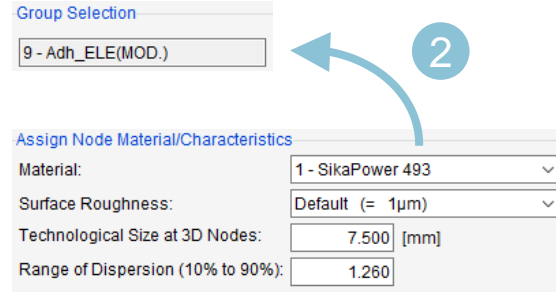 Group Selection
9 - Adh_ELE(MOD.)
2
Assign Node Material/Characteristics
Material: 1 - SikaPower 493
Surface Roughness: Default (= 1µm)
Technological Size at 3D Nodes: 7.500 [mm]
Range of Dispersion (10% to 90%): 1.260